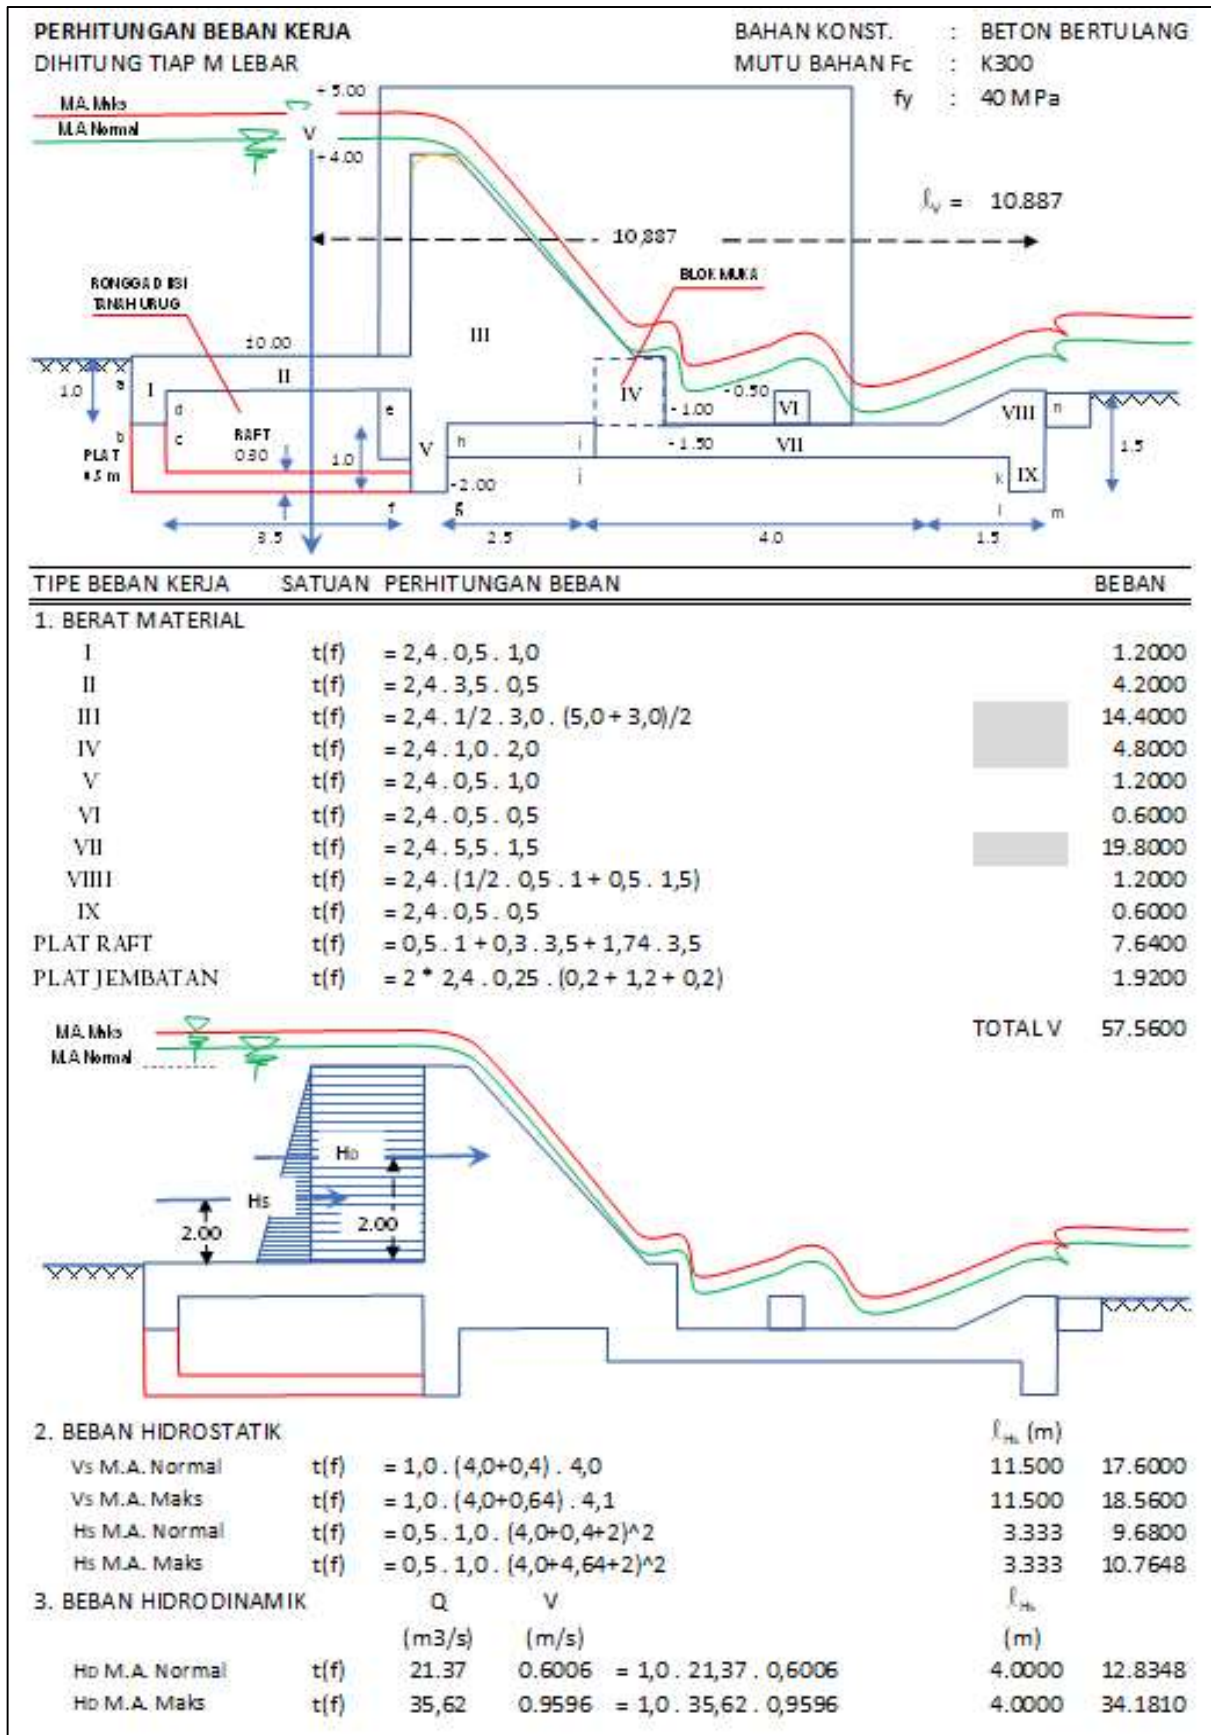 PERHITUNGAN BEBAN KERJA
BAHAN KONST. : BETON BERTULANG
DIHITUNG TIAP M LEBAR
MUTU BAHAN Fc : K300
fy : 40 MPa
+ 5.00
M.A. Maks
M.A Normal
V
+4.00
ℓv = 10.887
10,887
BLOK MUKA
RONGGA DIISI
TANAH URUG
±0.00
III
II
1.0
a
I
d
e
IV
-0.50
-1.00
VI
VIII
n
b
c
PLAT
0.5 m
RAFT
0.30
1.0
V
h
i
-1.50
VII
1.5
j
k
IX
-2.00
f
g
l
m
3.5
2.5
4.0
1.5
TIPE BEBAN KERJA SATUAN PERHITUNGAN BEBAN BEBAN
1. BERAT MATERIAL
I t(f) = 2,4 . 0,5 . 1,0 1.2000
II t(f) = 2,4 . 3,5 . 0,5 4.2000
III t(f) = 2,4 . 1/2 . 3,0 . (5,0 + 3,0)/2 14.4000
IV t(f) = 2,4 . 1,0 . 2,0 4.8000
V t(f) = 2,4 . 0,5 . 1,0 1.2000
VI t(f) = 2,4 . 0,5 . 0,5 0.6000
VII t(f) = 2,4 . 5,5 . 1,5 19.8000
VIIII t(f) = 2,4 . (1/2 . 0,5 . 1 + 0,5 . 1,5) 1.2000
IX t(f) = 2,4 . 0,5 . 0,5 0.6000
PLAT RAFT t(f) = 0,5 . 1 + 0,3 . 3,5 + 1,74 . 3,5 7.6400
PLAT JEMBATAN t(f) = 2 * 2,4 . 0,25 . (0,2 + 1,2 + 0,2) 1.9200
TOTAL V 57.5600
M.A. Maks
M.A Normal
HD
Hs
2.00
2.00
2. BEBAN HIDROSTATIK ℓHs (m)
Vs M.A. Normal t(f) = 1,0 . (4,0+0,4) . 4,0 11.500 17.6000
Vs M.A. Maks t(f) = 1,0 . (4,0+0,64) . 4,1 11.500 18.5600
Hs M.A. Normal t(f) = 0,5 . 1,0 . (4,0+0,4+2)^2 3.333 9.6800
Hs M.A. Maks t(f) = 0,5 . 1,0 . (4,0+4,64+2)^2 3.333 10.7648
3. BEBAN HIDRODINAMIK Q V ℓHs
(m3/s) (m/s) (m)
HD M.A. Normal t(f) 21.37 0.6006 = 1,0 . 21,37 . 0,6006 4.0000 12.8348
HD M.A. Maks t(f) 35,62 0.9596 = 1,0 . 35,62 . 0,9596 4.0000 34.1810